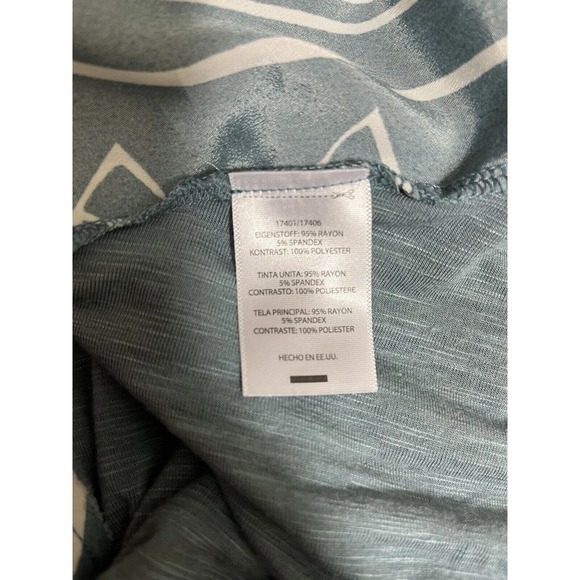 17401/17406
EIGENSTOFF: 95% RAYON
5% SPANDEX
KONTRAST: 100% POLYESTER
TINTA UNITA: 95% RAYON
5% SPANDEX
CONTRASTO: 100% POLIESTERE
TELA PRINCIPAL: 95% RAYON
5% SPANDEX
CONTRASTE: 100% POLIESTER
HECHO EN EE.UU.